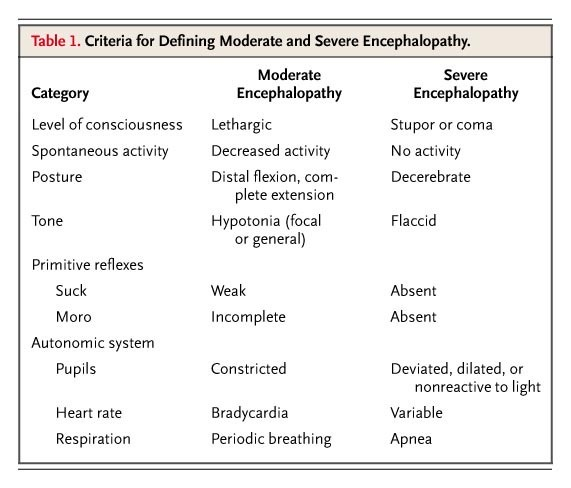 Table 1. Criteria for Defining Moderate and Severe Encephalopathy.
Category Moderate Encephalopathy Severe Encephalopathy
Level of consciousness Lethargic Stupor or coma
Spontaneous activity Decreased activity No activity
Posture Distal flexion, com- Decerebrate
plete extension
Tone Hypotonia (focal Flaccid
or general)
Primitive reflexes
Suck Weak Absent
Moro Incomplete Absent
Autonomic system
Pupils Constricted Deviated, dilated, or
nonreactive to light
Heart rate Bradycardia Variable
Respiration Periodic breathing Apnea